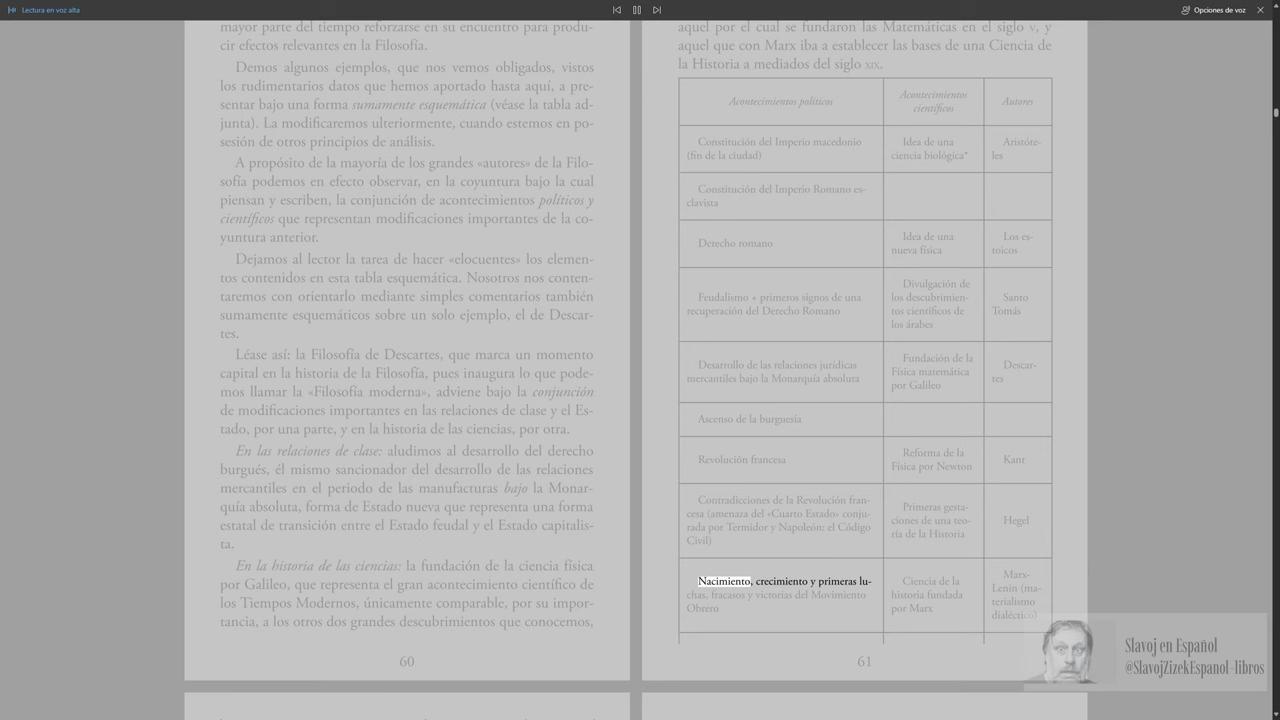 Lectura en voz alta
Opciones de voz
mayor parte del tiempo reforzarse en su encuentro para produ-
cir efectos relevantes en la Filosofía.
Demos algunos ejemplos, que nos vemos obligados, vistos
los rudimentarios datos que hemos aportado hasta aquí, a pre-
sentar bajo una forma sumamente esquemática (véase la tabla ad-
junta). La modificaremos ulteriormente, cuando estemos en po-
sesión de otros principios de análisis.
A propósito de la mayoría de los grandes «autores» de la Filo-
sofía podemos en efecto observar, en la coyuntura bajo la cual
piensan y escriben, la conjunción de acontecimientos políticos y
científicos que representan modificaciones importantes de la co-
yuntura anterior.
Dejamos al lector la tarea de hacer «elocuentes» los elemen-
tos contenidos en esta tabla esquemática. Nosotros nos conten-
taremos con orientarlo mediante simples comentarios también
sumamente esquemáticos sobre un solo ejemplo, el de Descar-
tes.
Léase así: la Filosofía de Descartes, que marca un momento
capital en la historia de la Filosofía, pues inaugura lo que pode-
mos llamar la «Filosofía moderna», adviene bajo la conjunción
de modificaciones importantes en las relaciones de clase y el Es-
tado, por una parte, y en la historia de las ciencias, por otra.
En las relaciones de clase: aludimos al desarrollo del derecho
burgués, él mismo sancionador del desarrollo de las relaciones
mercantiles en el periodo de las manufacturas bajo la Monar-
quía absoluta, forma de Estado nueva que representa una forma
estatal de transición entre el Estado feudal y el Estado capitalis-
ta.
En la historia de las ciencias: la fundación de la ciencia física
por Galileo, que representa el gran acontecimiento científico de
los Tiempos Modernos, únicamente comparable, por su impor-
tancia, a los otros dos grandes descubrimientos que conocemos,
60
aquel por el cual se fundaron las Matemáticas en el siglo V, y
aquel que con Marx iba a establecer las bases de una Ciencia de
la Historia a mediados del siglo XIX.
Acontecimientos políticos
Acontecimientos
científicos
Autores
Constitución del Imperio macedonio
(fin de la ciudad)
Idea de una
ciencia biológica*
Aristóte-
les
Constitución del Imperio Romano es-
clavista
Derecho romano
Idea de una
nueva física
Los es-
toicos
Feudalismo + primeros signos de una
recuperación del Derecho Romano
Divulgación de
los descubrimien-
tos científicos de
los árabes
Santo
Tomás
Desarrollo de las relaciones jurídicas
mercantiles bajo la Monarquía absoluta
Fundación de la
Física matemática
por Galileo
Descar-
tes
Ascenso de la burguesía
Revolución francesa
Reforma de la
Física por Newton
Kant
Contradicciones de la Revolución fran-
cesa (amenaza del «Cuarto Estado» conju-
rada por Termidor y Napoleón: el Código
Civil)
Primeras gesta-
ciones de una teo-
ría de la Historia
Hegel
Nacimiento, crecimiento y primeras lu-
chas, fracasos y victorias del Movimiento
Obrero
Ciencia de la
historia fundada
por Marx
Marx-
Lenin (ma-
terialismo
dialéctico)
61
Slavoj en Español
@SlavojZizekEspanol-libros